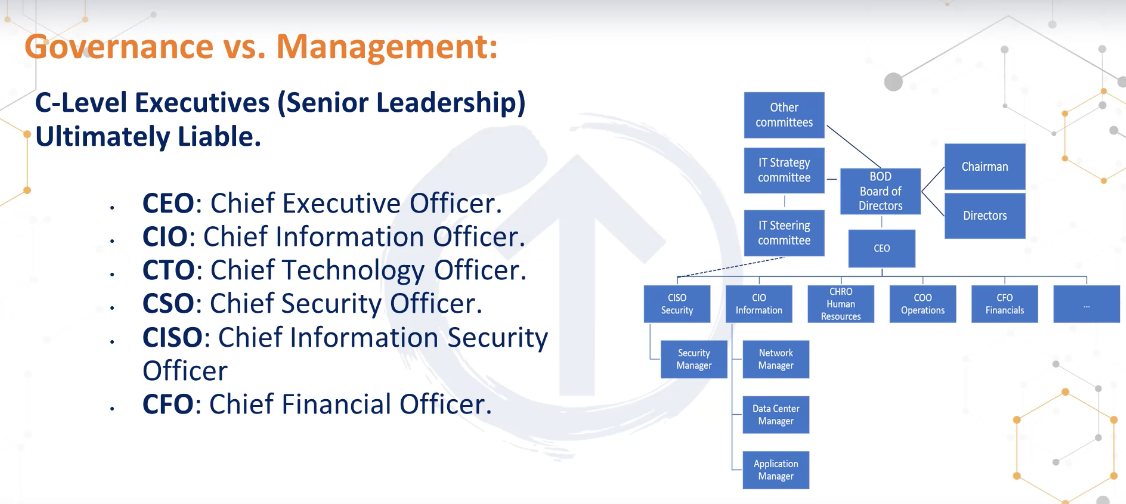 Governance vs. Management:
C-Level Executives (Senior Leadership)
Ultimately Liable.
• CEO: Chief Executive Officer.
• CIO: Chief Information Officer.
• CTO: Chief Technology Officer.
• CSO: Chief Security Officer.
• CISO: Chief Information Security
Officer
• CFO: Chief Financial Officer.
Other
committees
IT Strategy
committee
IT Steering
committee
BOD
Board of
Directors
Chairman
Directors
CEO
CISO
Security
CIO
Information
CHRO
Human
Resources
COO
Operations
CFO
Financials
...
Security
Manager
Network
Manager
Data Center
Manager
Application
Manager